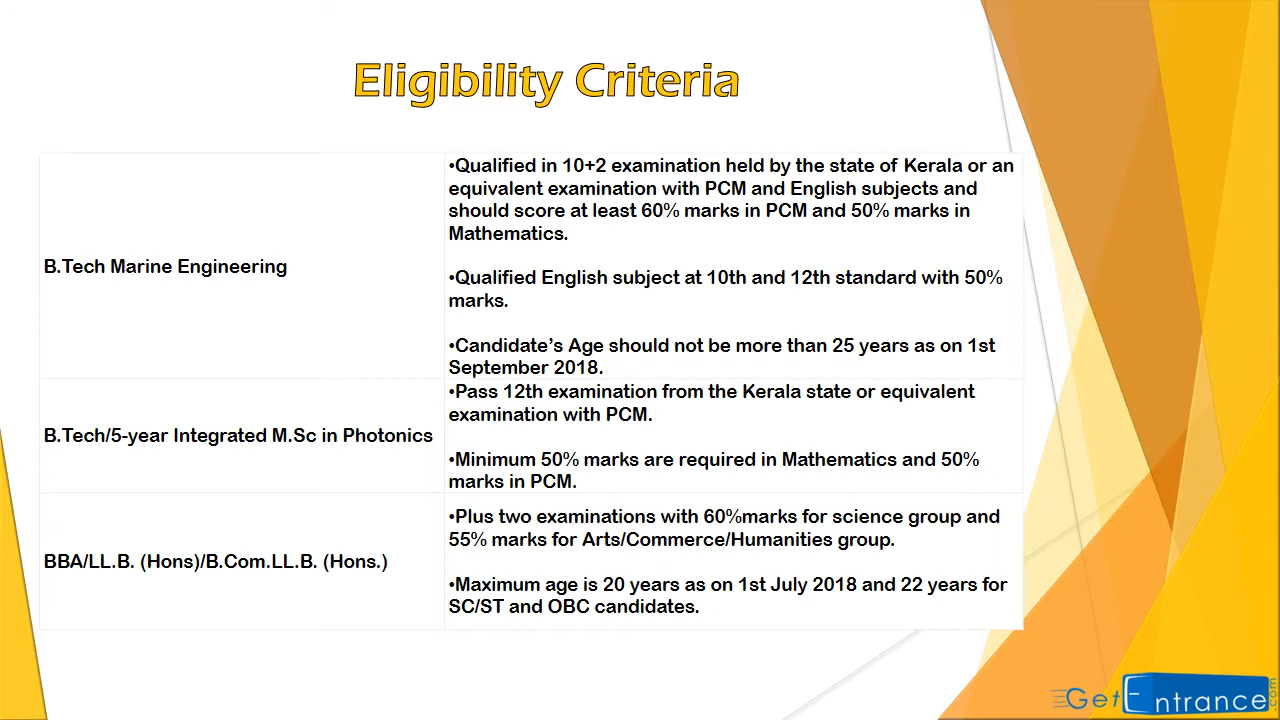 Eligibility Criteria
B.Tech Marine Engineering
•Qualified in 10+2 examination held by the state of Kerala or an
equivalent examination with PCM and English subjects and
should score at least 60% marks in PCM and 50% marks in
Mathematics.
•Qualified English subject at 10th and 12th standard with 50%
marks.
•Candidate’s Age should not be more than 25 years as on 1st
September 2018.
B.Tech/5-year Integrated M.Sc in Photonics
•Pass 12th examination from the Kerala state or equivalent
examination with PCM.
•Minimum 50% marks are required in Mathematics and 50%
marks in PCM.
BBA/LL.B. (Hons)/B.Com.LL.B. (Hons.)
•Plus two examinations with 60%marks for science group and
55% marks for Arts/Commerce/Humanities group.
•Maximum age is 20 years as on 1st July 2018 and 22 years for
SC/ST and OBC candidates.
GetEntrance.com